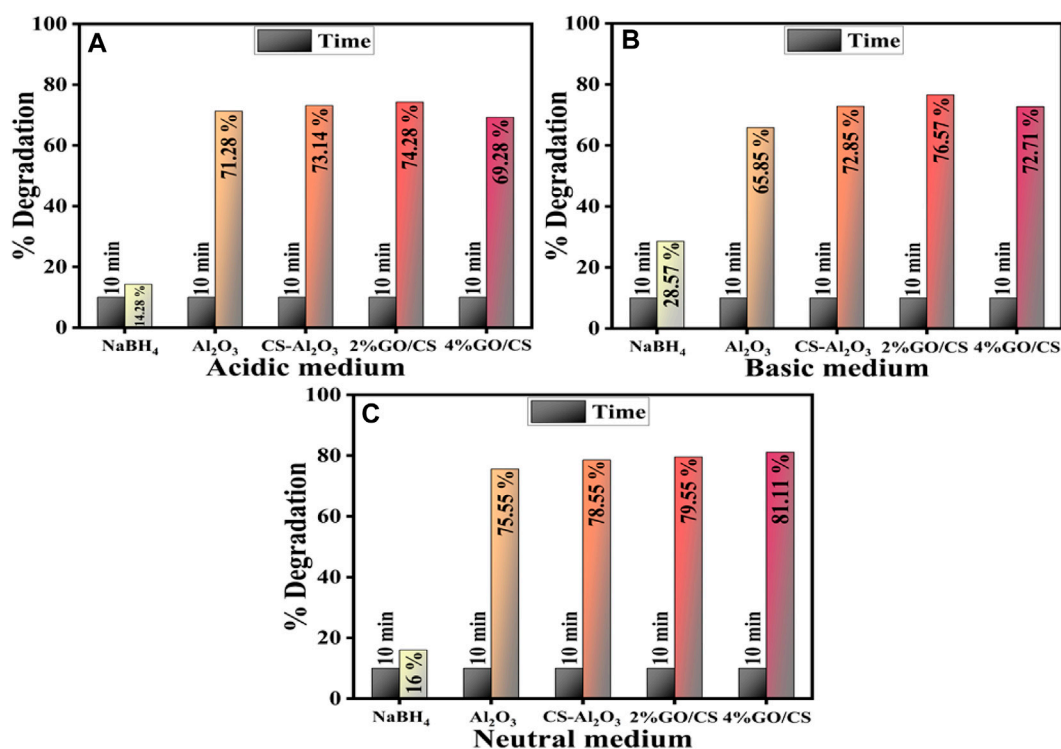 A
Time
% Degradation
100
80
60
40
20
0
10 min
14.28 %
10 min
71.28 %
10 min
73.14 %
10 min
74.28 %
10 min
69.28 %
NaBH₄
Al₂O₃
CS-Al₂O₃
2%GO/CS
4%GO/CS
Acidic medium
B
Time
% Degradation
100
80
60
40
20
0
10 min
28.57 %
10 min
65.85 %
10 min
72.85 %
10 min
76.57 %
10 min
72.71 %
NaBH₄
Al₂O₃
CS-Al₂O₃
2%GO/CS
4%GO/CS
Basic medium
C
Time
% Degradation
100
80
60
40
20
0
10 min
16 %
10 min
75.55 %
10 min
78.55 %
10 min
79.55 %
10 min
81.11 %
NaBH₄
Al₂O₃
CS-Al₂O₃
2%GO/CS
4%GO/CS
Neutral medium